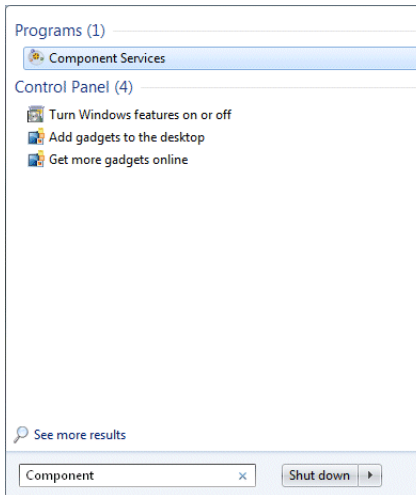 Programs (1)
Component Services
Control Panel (4)
Turn Windows features on or off
Add gadgets to the desktop
Get more gadgets online
See more results
Component
Shut down